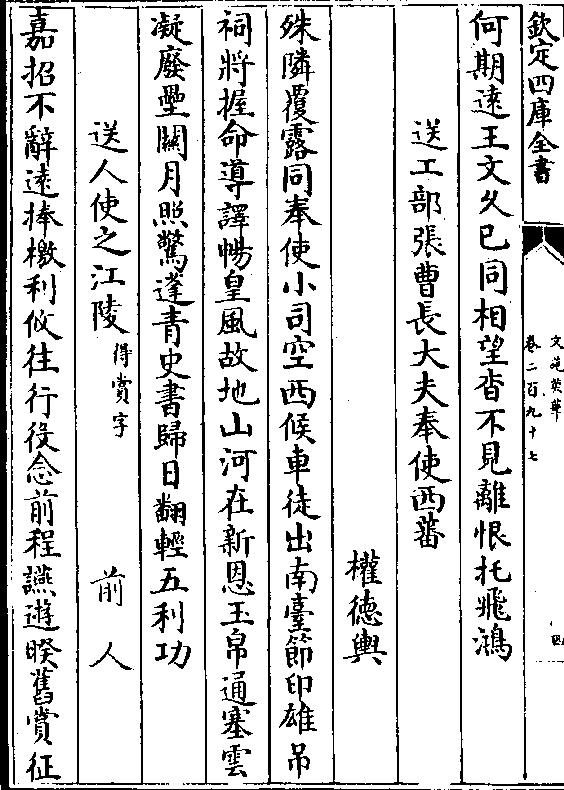 欽定四庫全書
文苑英華
卷二百九十七
四
何期遠王文久已同相望杳不見離恨托飛鴻
送工部張曹長大夫奉使西蕃
權德輿
殊隣覆露同奉使小司空西候車徒出南臺節印雄吊
祠將握命導譯暢皇風故地山河在新恩玉帛通塞雲
凝廢壘關月照驚蓬青史書歸日翻輕五利功
送人使之江陵得賞字
前人
嘉招不辭遠捧檄利攸往行役念前程讌遊暌舊賞征